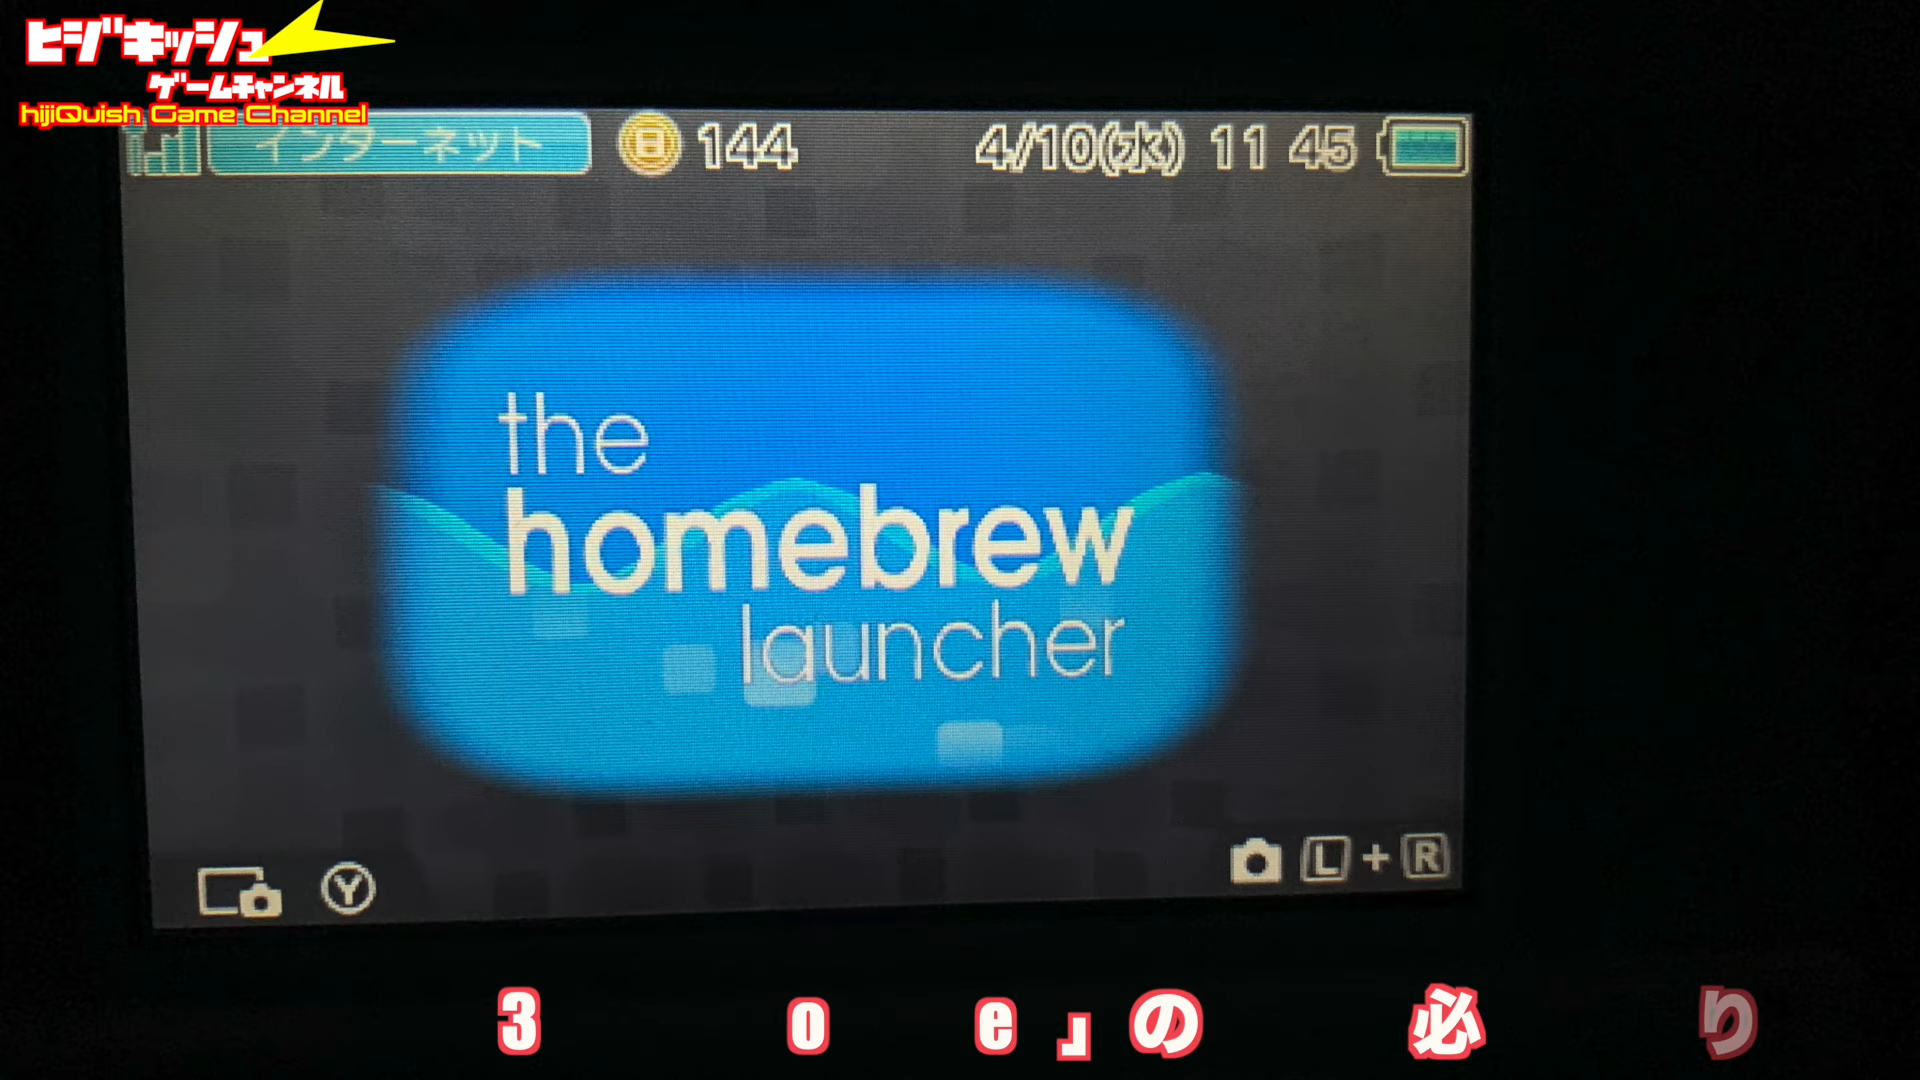 ヒジキッシュ
ゲームチャンネル
hijiQuish Game Channel
インターネット 144 4/10(水) 11 45
the
homebrew
launcher
Y L + R
3 o e」の 必 り